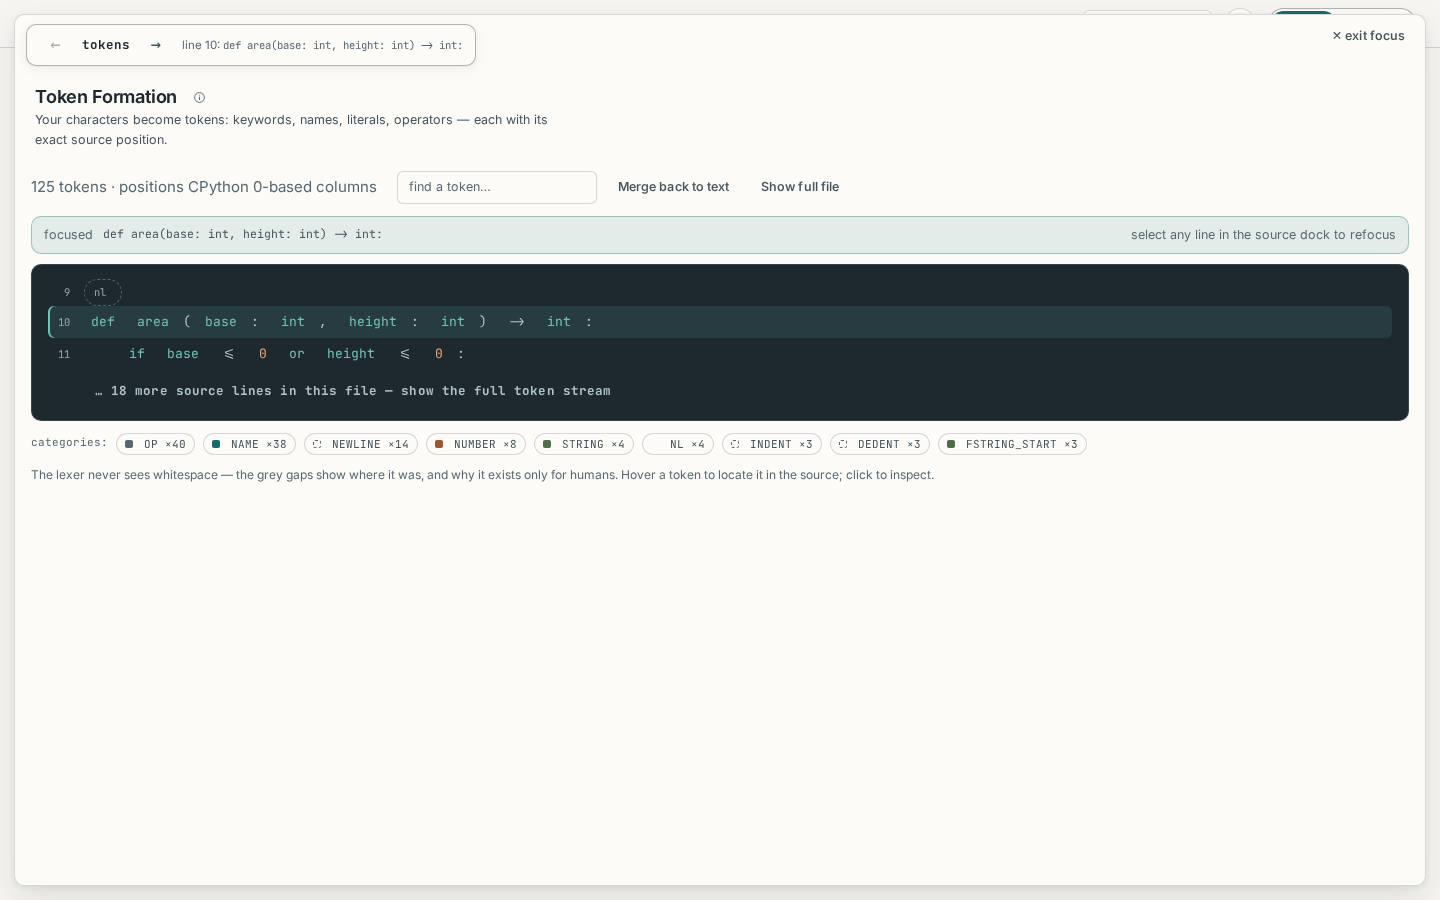 ← tokens → line 10: def area(base: int, height: int) → int:
✕ exit focus
Token Formation ⓘ
Your characters become tokens: keywords, names, literals, operators — each with its
exact source position.
125 tokens · positions CPython 0-based columns find a token… Merge back to text Show full file
focused def area(base: int, height: int) → int: select any line in the source dock to refocus
9 nl
10 def area ( base : int , height : int ) → int :
11 if base ⩽ 0 or height ⩽ 0 :
… 18 more source lines in this file — show the full token stream
categories: OP ×40 NAME ×38 NEWLINE ×14 NUMBER ×8 STRING ×4 NL ×4 INDENT ×3 DEDENT ×3 FSTRING_START ×3
The lexer never sees whitespace — the grey gaps show where it was, and why it exists only for humans. Hover a token to locate it in the source; click to inspect.